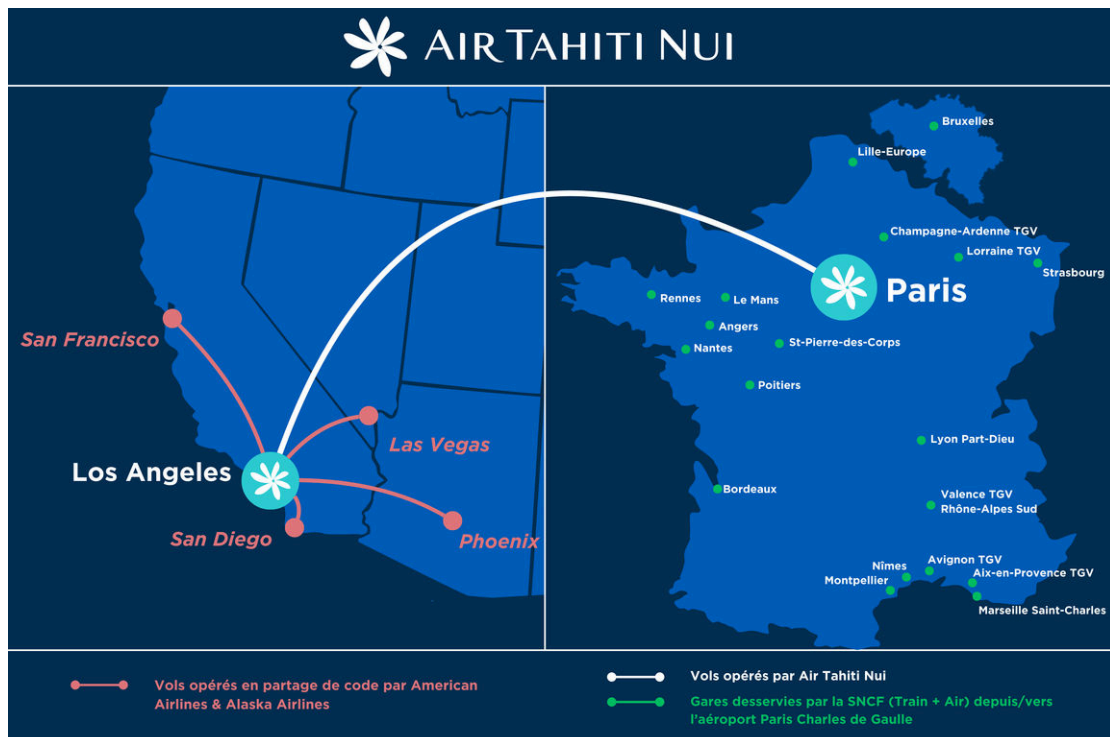 AIR TAHITI NUI
San Francisco
Las Vegas
Los Angeles
San Diego
Phoenix
Bruxelles
Lille-Europe
Champagne-Ardenne TGV
Lorraine TGV
Strasbourg
Paris
Rennes
Le Mans
Angers
Nantes
St-Pierre-des-Corps
Poitiers
Lyon Part-Dieu
Bordeaux
Valence TGV
Rhône-Alpes Sud
Avignon TGV
Nîmes
Aix-en-Provence TGV
Montpellier
Marseille Saint-Charles
Vols opérés en partage de code par American
Airlines & Alaska Airlines
Vols opérés par Air Tahiti Nui
Gares desservies par la SNCF (Train + Air) depuis/vers
l'aéroport Paris Charles de Gaulle